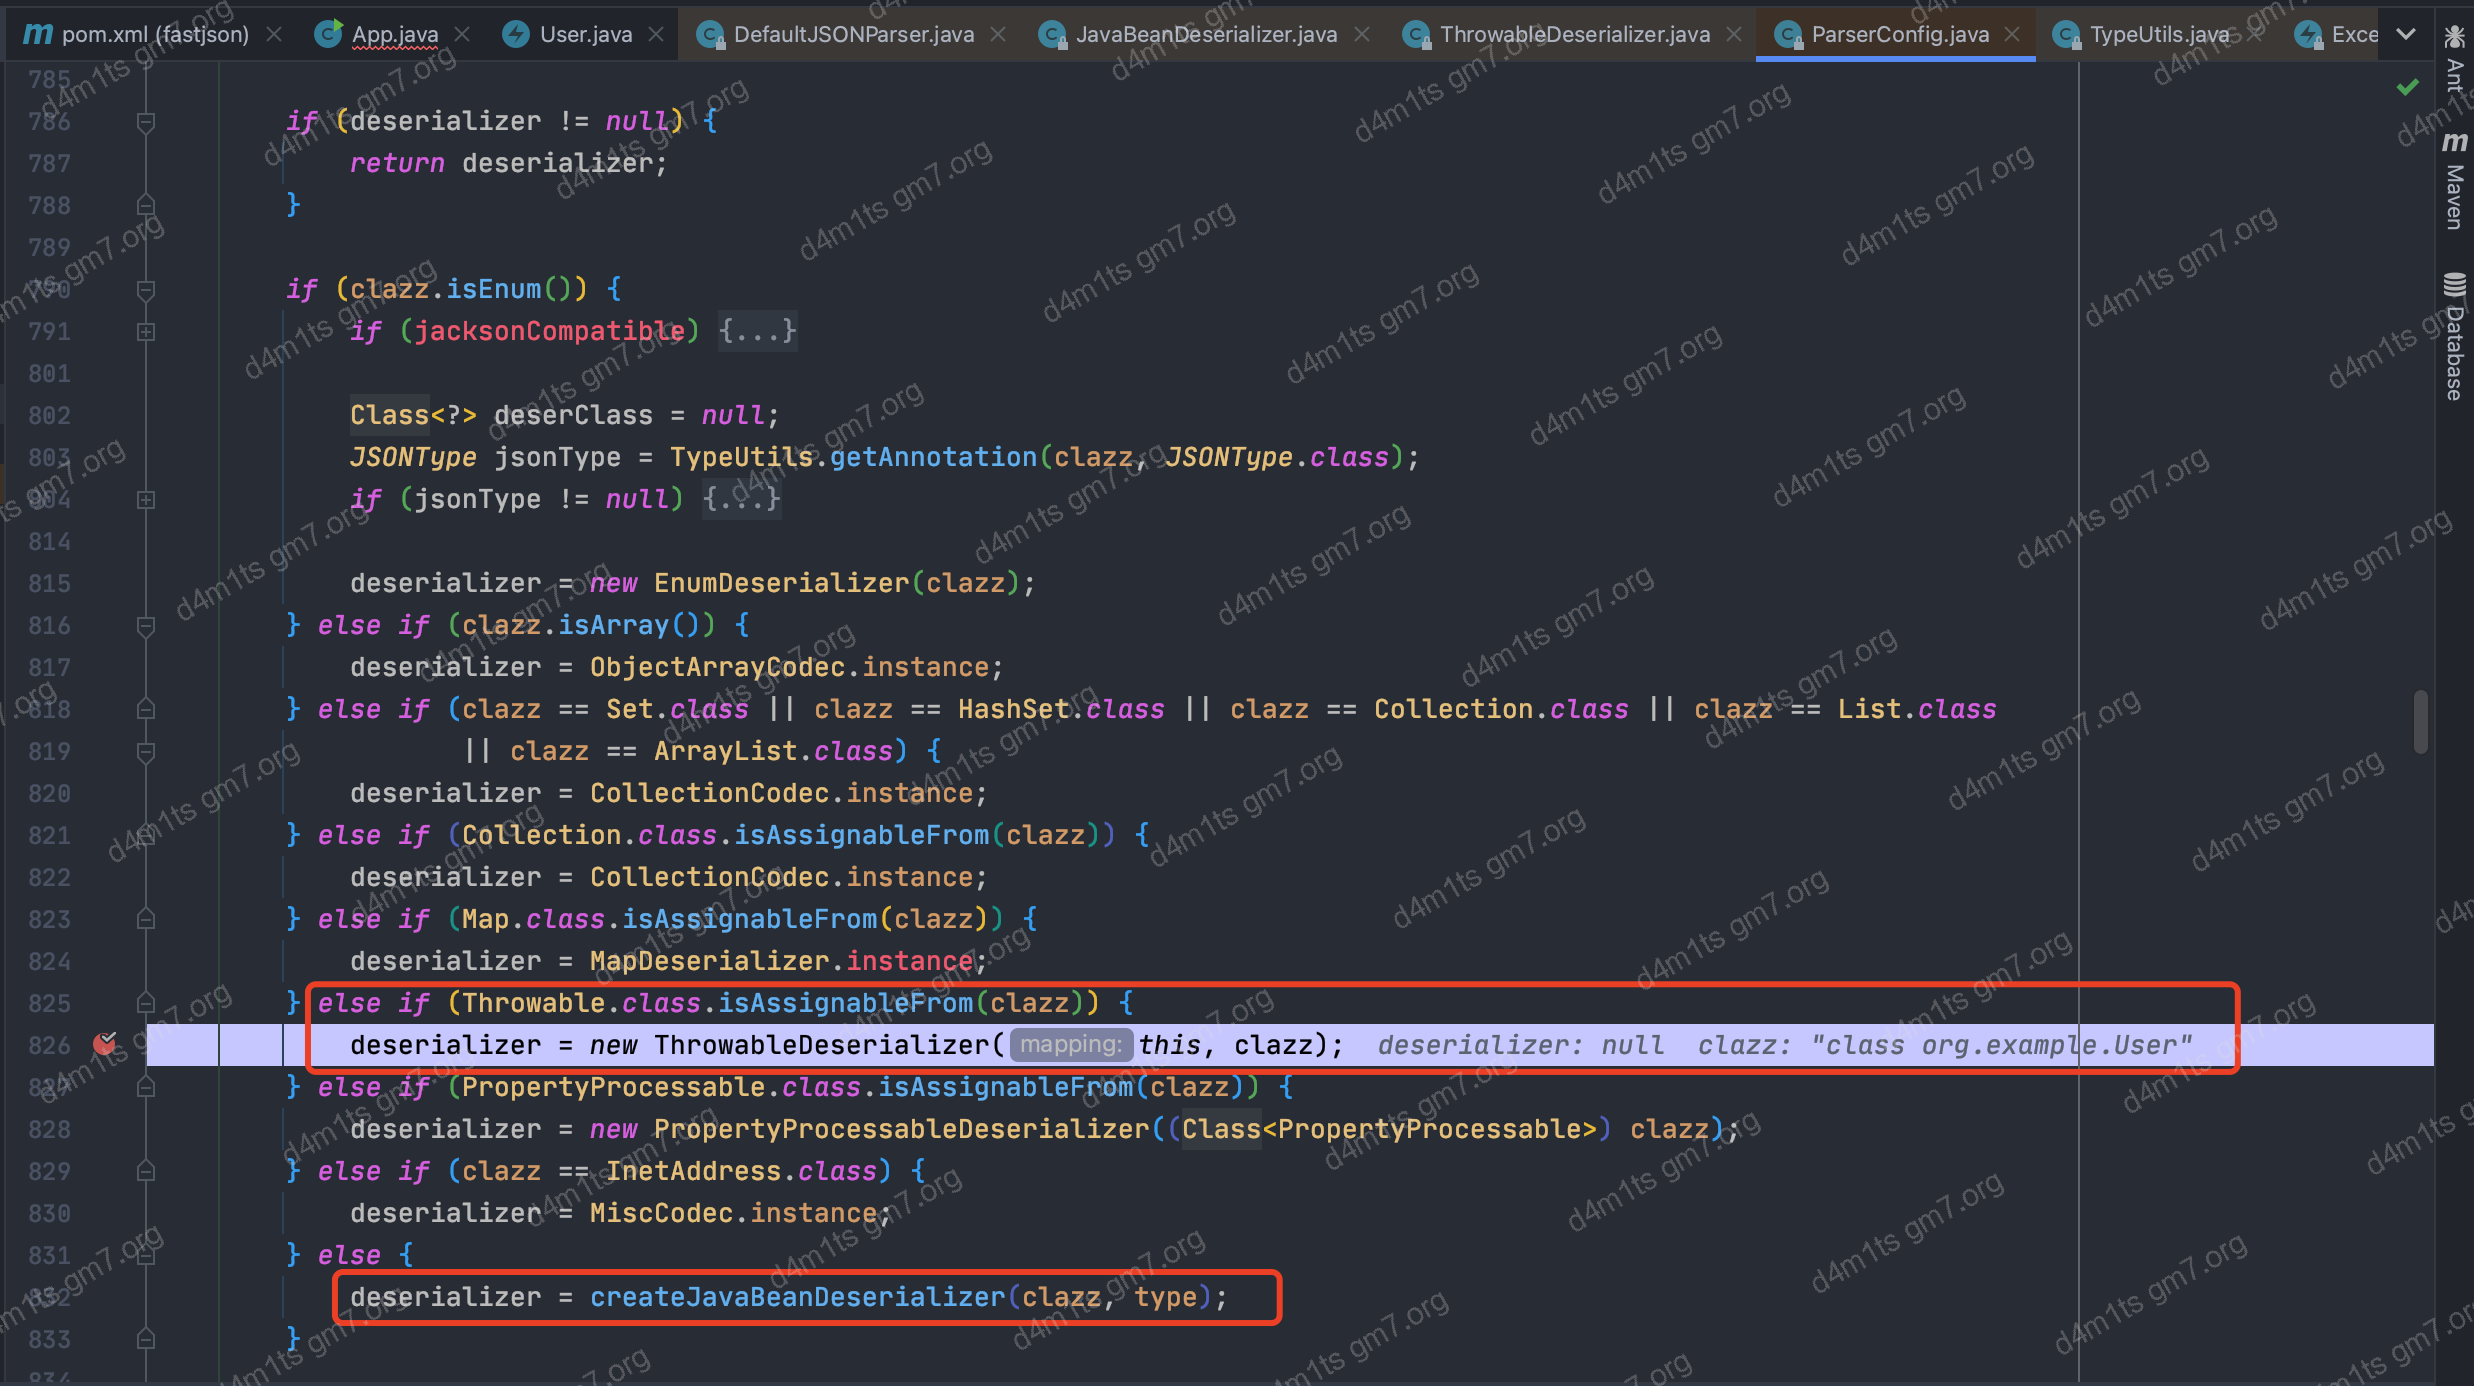 pom.xml (fastjson)
App.java
User.java
DefaultJSONParser.java
JavaBeanDeserializer.java
ThrowableDeserializer.java
ParserConfig.java
TypeUtils.java
Exce
785
786 if (deserializer != null) {
787 return deserializer;
788 }
789
790 if (clazz.isEnum()) {
791 if (jacksonCompatible) {...}
801
802 Class<?> deserClass = null;
803 JSONType jsonType = TypeUtils.getAnnotation(clazz, JSONType.class);
804 if (jsonType != null) {...}
814
815 deserializer = new EnumDeserializer(clazz);
816 } else if (clazz.isArray()) {
817 deserializer = ObjectArrayCodec.instance;
818 } else if (clazz == Set.class || clazz == HashSet.class || clazz == Collection.class || clazz == List.class
819 || clazz == ArrayList.class) {
820 deserializer = CollectionCodec.instance;
821 } else if (Collection.class.isAssignableFrom(clazz)) {
822 deserializer = CollectionCodec.instance;
823 } else if (Map.class.isAssignableFrom(clazz)) {
824 deserializer = MapDeserializer.instance;
825 } else if (Throwable.class.isAssignableFrom(clazz)) {
826 deserializer = new ThrowableDeserializer( mapping: this, clazz); deserializer: null clazz: "class org.example.User"
827 } else if (PropertyProcessable.class.isAssignableFrom(clazz)) {
828 deserializer = new PropertyProcessableDeserializer((Class<PropertyProcessable>) clazz);
829 } else if (clazz == InetAddress.class) {
830 deserializer = MiscCodec.instance;
831 } else {
832 deserializer = createJavaBeanDeserializer(clazz, type);
833 }
834
Ant
Maven
Database
d4m1ts gm7.org